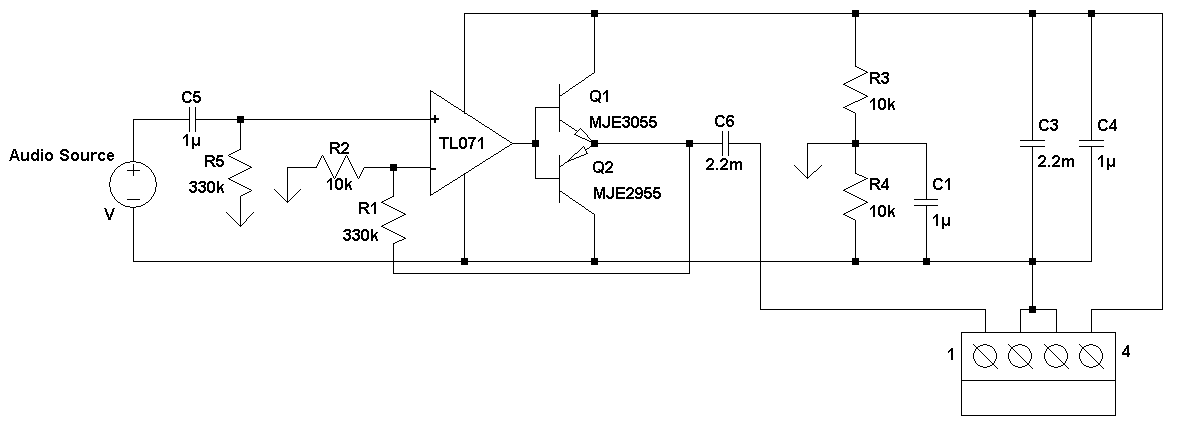 Audio Source
V
C5
1µ
R5
330k
R2
10k
R1
330k
+
-
TL071
Q1
MJE3055
Q2
MJE2955
C6
2.2m
R3
10k
R4
10k
C1
1µ
C3
2.2m
C4
1µ
1
4